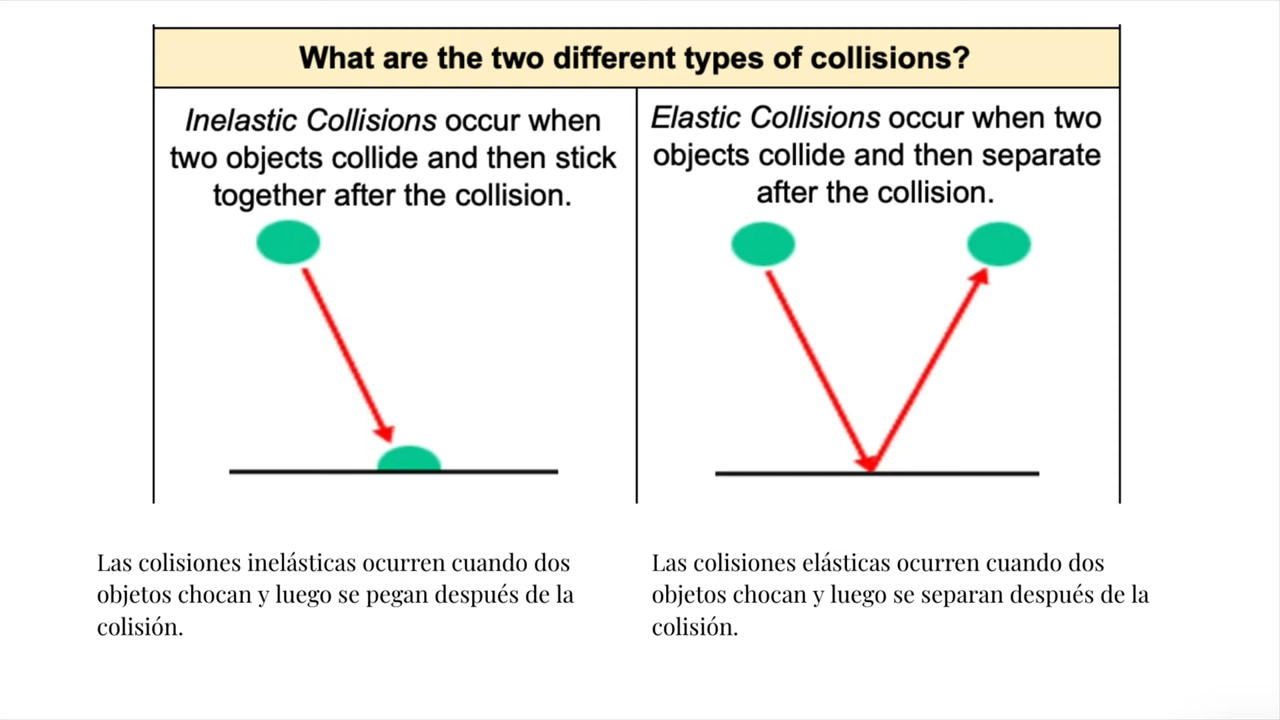 What are the two different types of collisions?
Inelastic Collisions occur when
two objects collide and then stick
together after the collision.
Elastic Collisions occur when two
objects collide and then separate
after the collision.
Las colisiones inelásticas ocurren cuando dos
objetos chocan y luego se pegan después de la
colisión.
Las colisiones elásticas ocurren cuando dos
objetos chocan y luego se separan después de la
colisión.